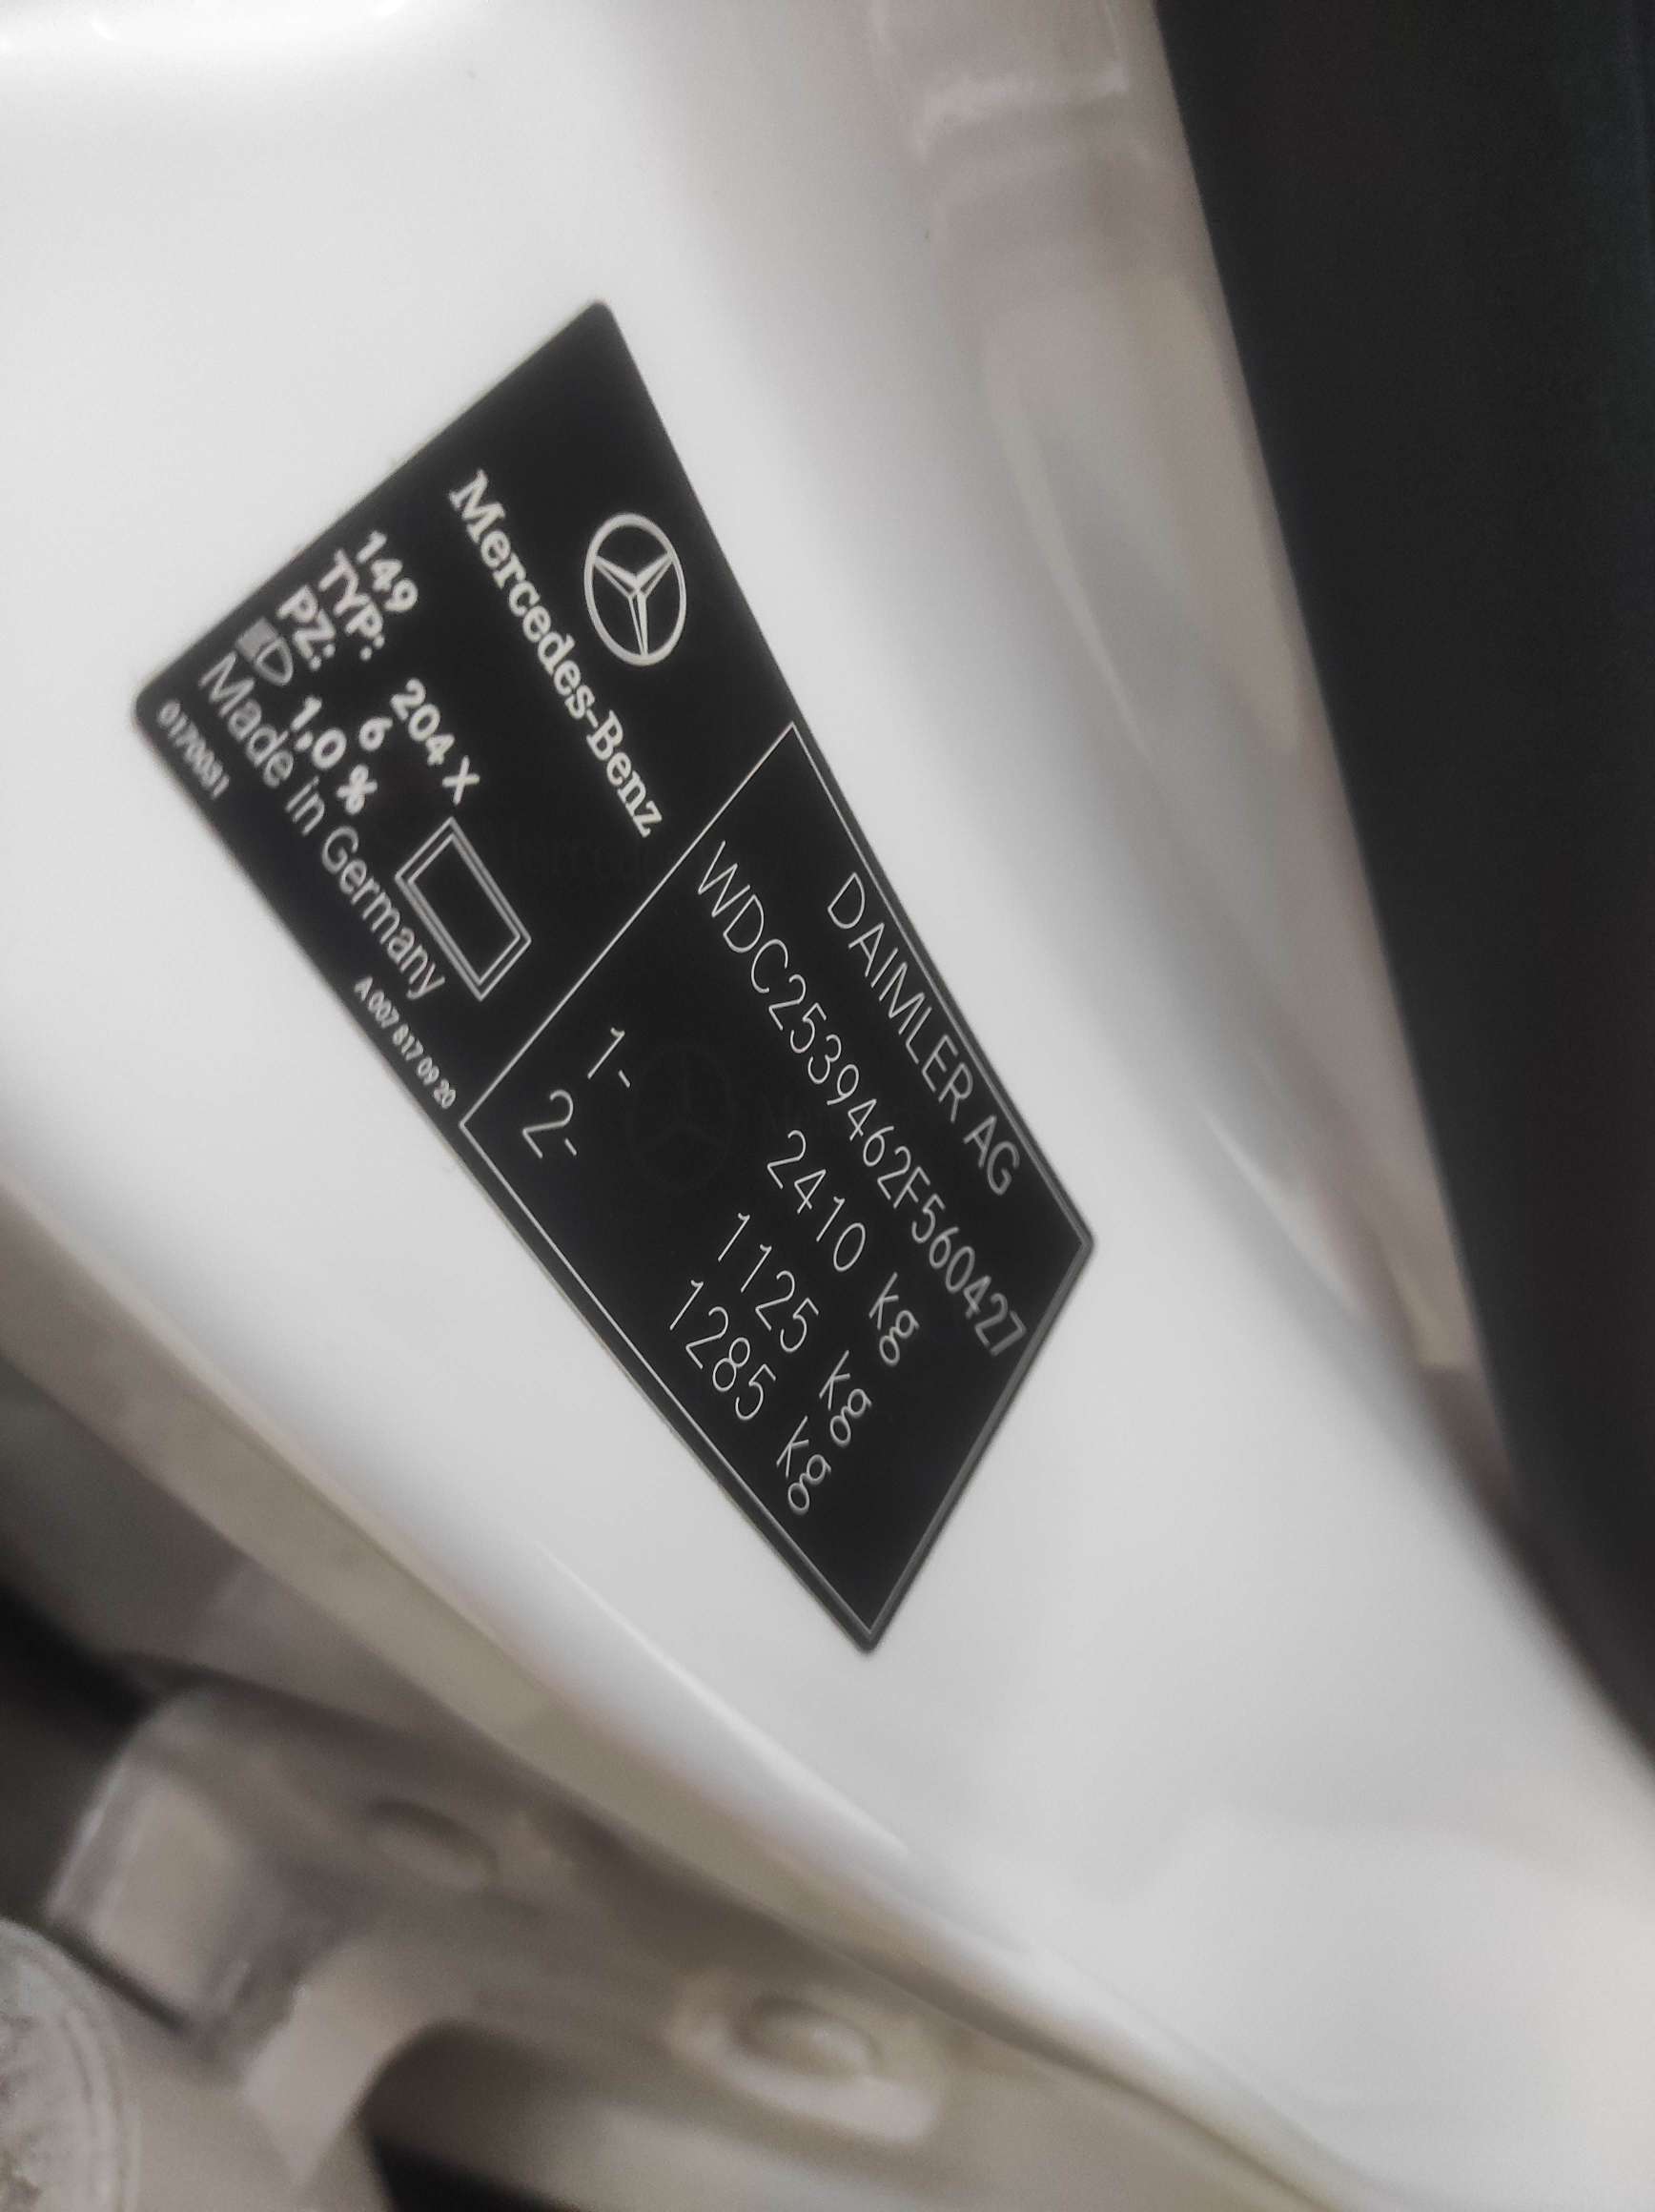 Mercedes-Benz
149
TYP: 204 X
PZ: 6
1,0 %
Made in Germany
0170031
A 007 817 09 20
DAIMLER AG
WDC2539462F560427
2410 kg
1- 1125 kg
2- 1285 kg